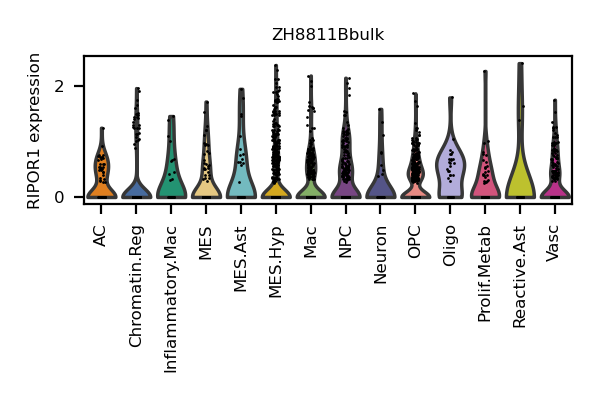 ZH8811Bbulk
RIPOR1 expression
2
0
AC
Chromatin.Reg
Inflammatory.Mac
MES
MES.Ast
MES.Hyp
Mac
NPC
Neuron
OPC
Oligo
Prolif.Metab
Reactive.Ast
Vasc